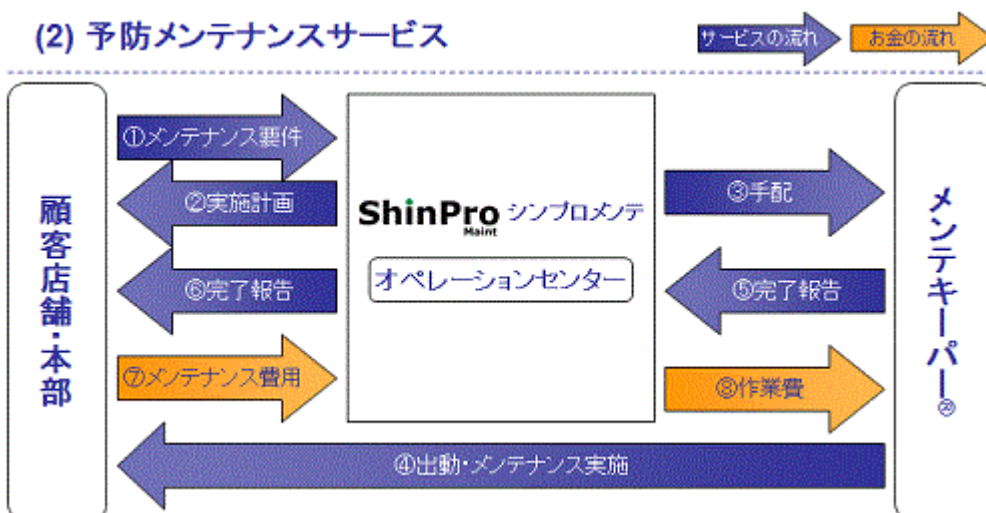 (2) 予防メンテナンスサービス
サービスの流れ
お金の流れ
顧客店舗・本部
①メンテナンス要件
②実施計画
⑥完了報告
⑦メンテナンス費用
ShinPro シンプロメンテ
Maint
オペレーションセンター
③手配
⑤完了報告
⑧作業費
④出動・メンテナンス実施
メンテキーパー®